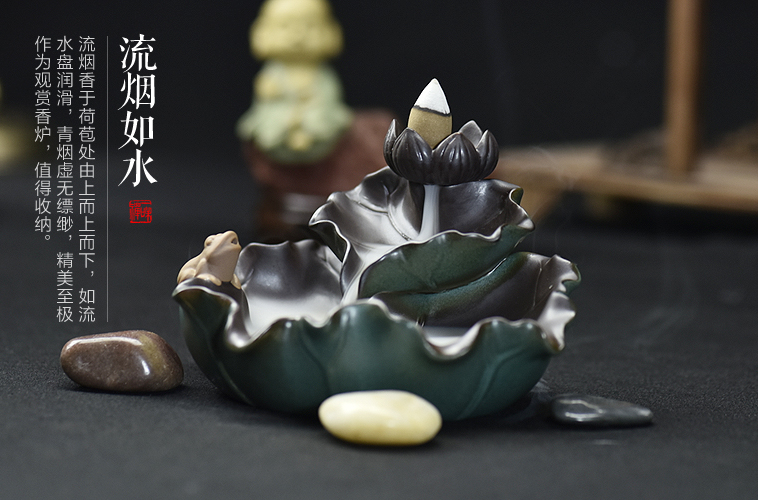 流烟如水
流烟香于荷苞处由上而上而下，如流
水盘润滑，青烟虚无缥缈，精美至极
作为观赏香炉，值得收纳。